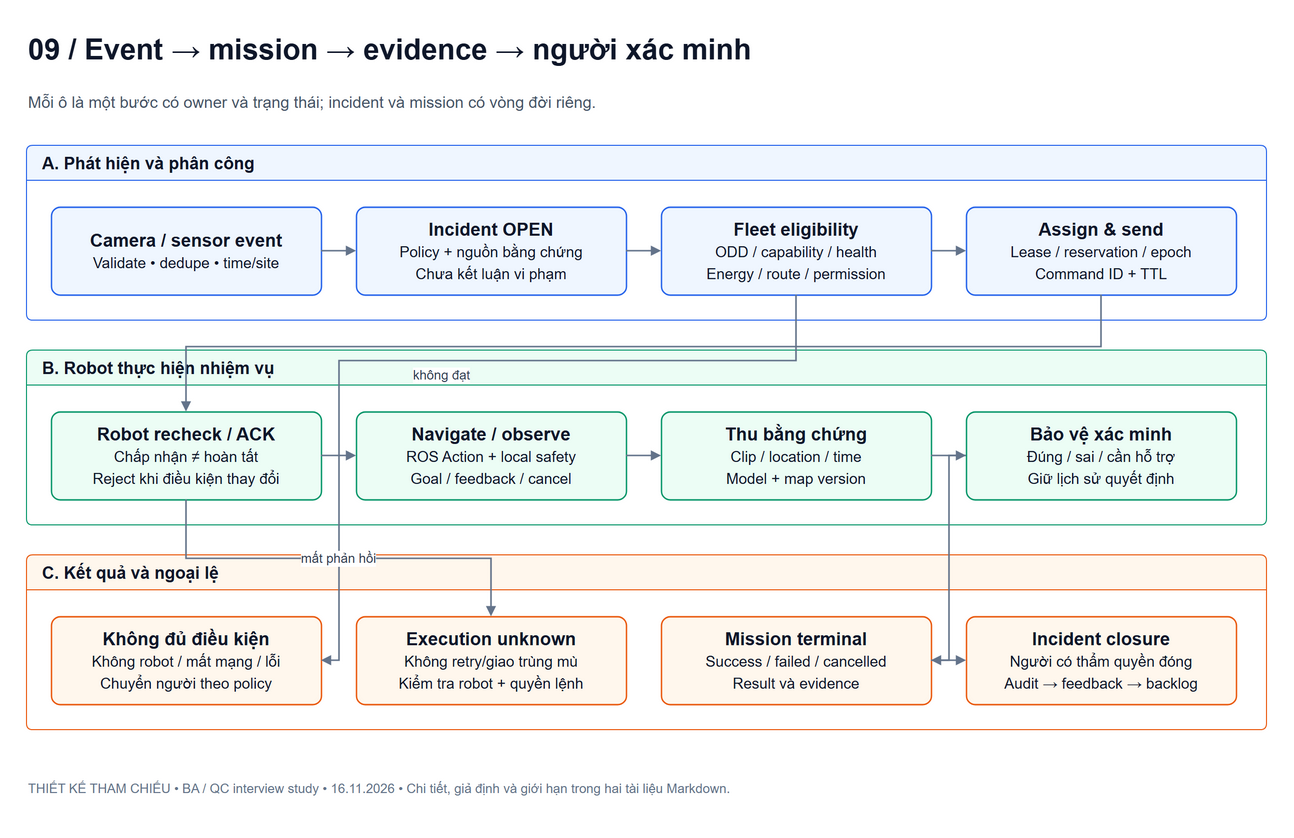 09 / Event → mission → evidence → người xác minh
Mỗi ô là một bước có owner và trạng thái; incident và mission có vòng đời riêng.
A. Phát hiện và phân công
Camera / sensor event
Validate • dedupe • time/site
Incident OPEN
Policy + nguồn bằng chứng
Chưa kết luận vi phạm
Fleet eligibility
ODD / capability / health
Energy / route / permission
Assign & send
Lease / reservation / epoch
Command ID + TTL
B. Robot thực hiện nhiệm vụ
không đạt
Robot recheck / ACK
Chấp nhận ≠ hoàn tất
Reject khi điều kiện thay đổi
Navigate / observe
ROS Action + local safety
Goal / feedback / cancel
Thu bằng chứng
Clip / location / time
Model + map version
Bảo vệ xác minh
Đúng / sai / cần hỗ trợ
Giữ lịch sử quyết định
mất phản hồi
C. Kết quả và ngoại lệ
Không đủ điều kiện
Không robot / mất mạng / lỗi
Chuyển người theo policy
Execution unknown
Không retry/giao trùng mù
Kiểm tra robot + quyền lệnh
Mission terminal
Success / failed / cancelled
Result và evidence
Incident closure
Người có thẩm quyền đóng
Audit → feedback → backlog
THIẾT KẾ THAM CHIẾU • BA / QC interview study • 16.11.2026 • Chi tiết, giả định và giới hạn trong hai tài liệu Markdown.